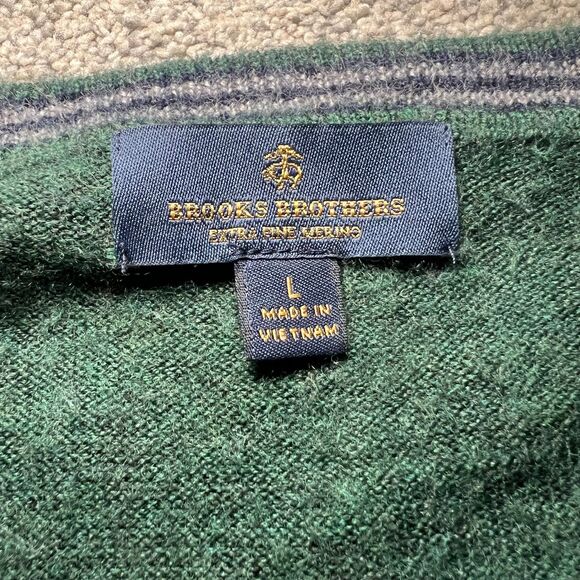 BROOKS BROTHERS
EXTRA FINE MERINO
L
MADE IN
VIETNAM